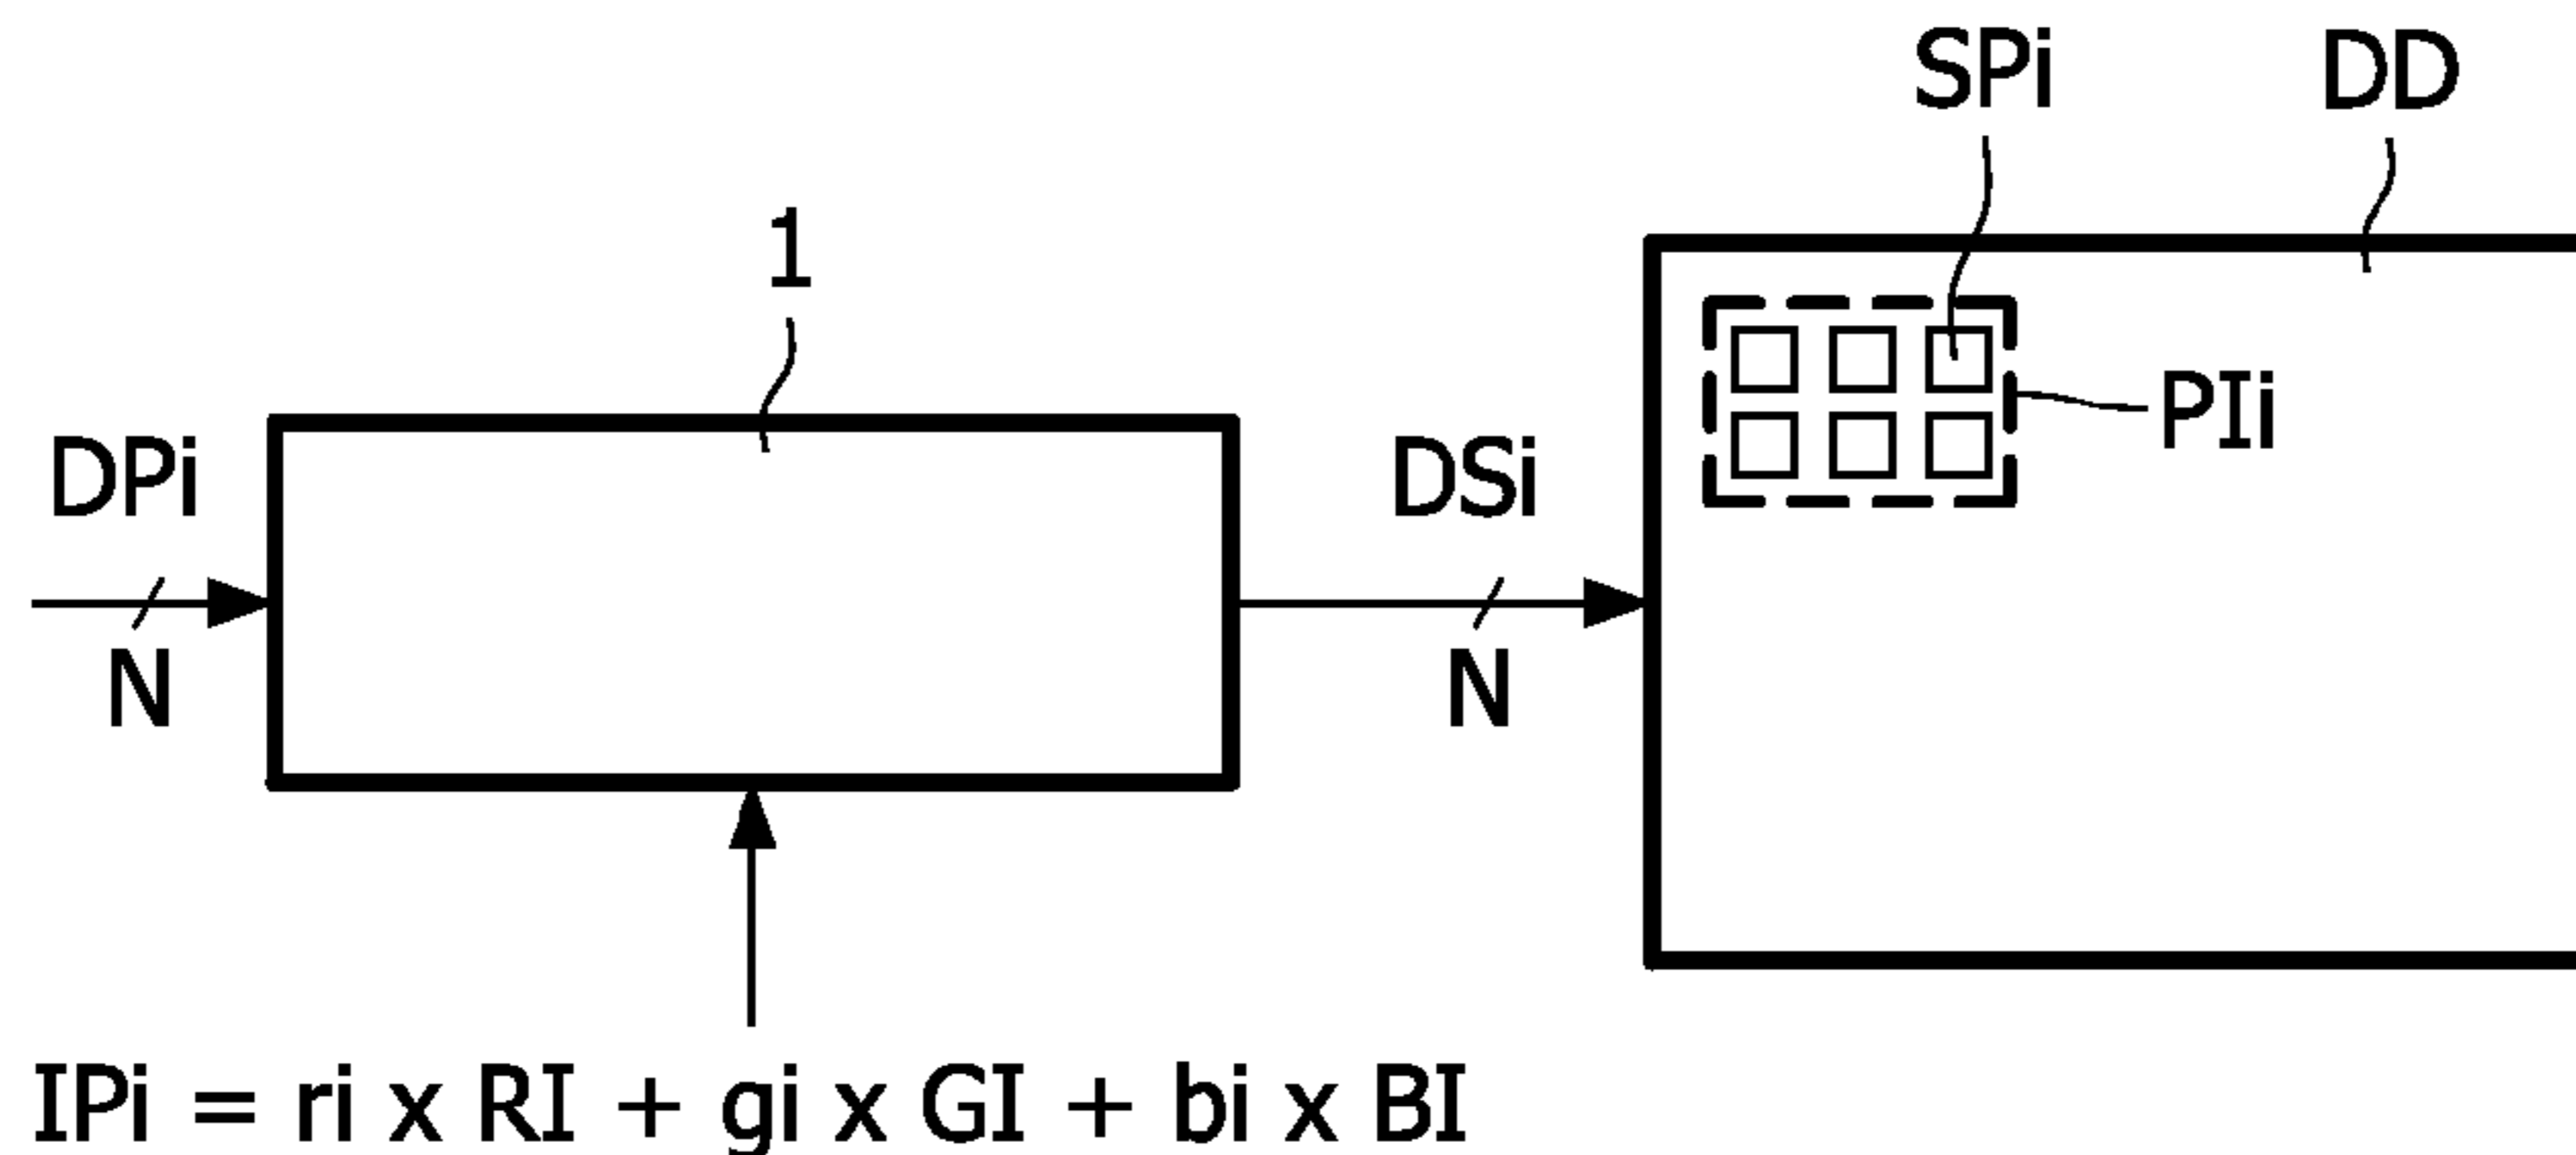 SPi
DD
1
PIi
DPi
DSi
N
N
IPi = ri x RI + gi x GI + bi x BI